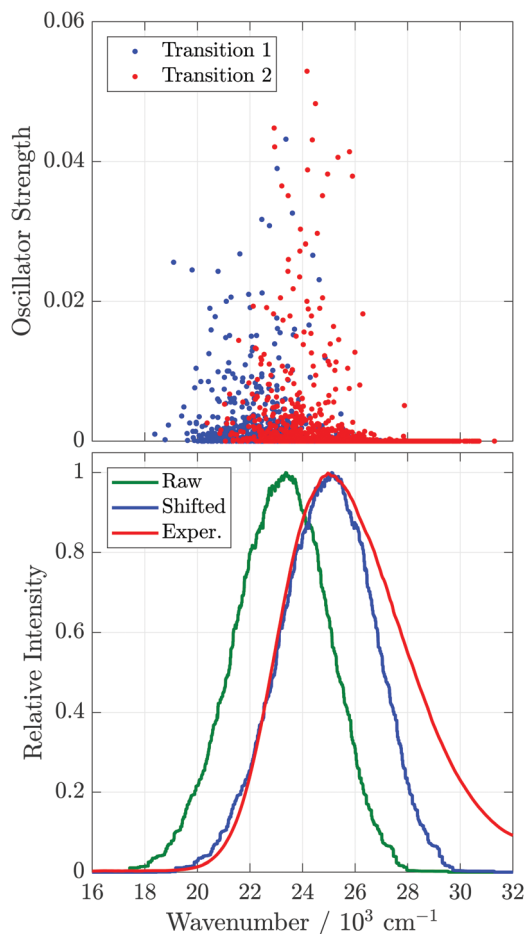 0.06
Transition 1
Transition 2
0.04
Oscillator Strength
0.02
0
1
Raw
Shifted
Exper.
0.8
0.6
Relative Intensity
0.4
0.2
0
16 18 20 22 24 26 28 30 32
Wavenumber / 10³ cm⁻¹